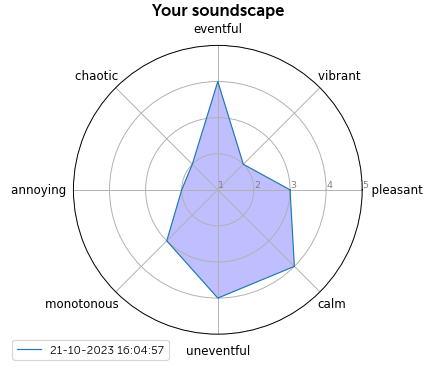 Your soundscape
eventful
chaotic
vibrant
annoying
1 2 3 4 5
pleasant
monotonous
calm
uneventful
21-10-2023 16:04:57